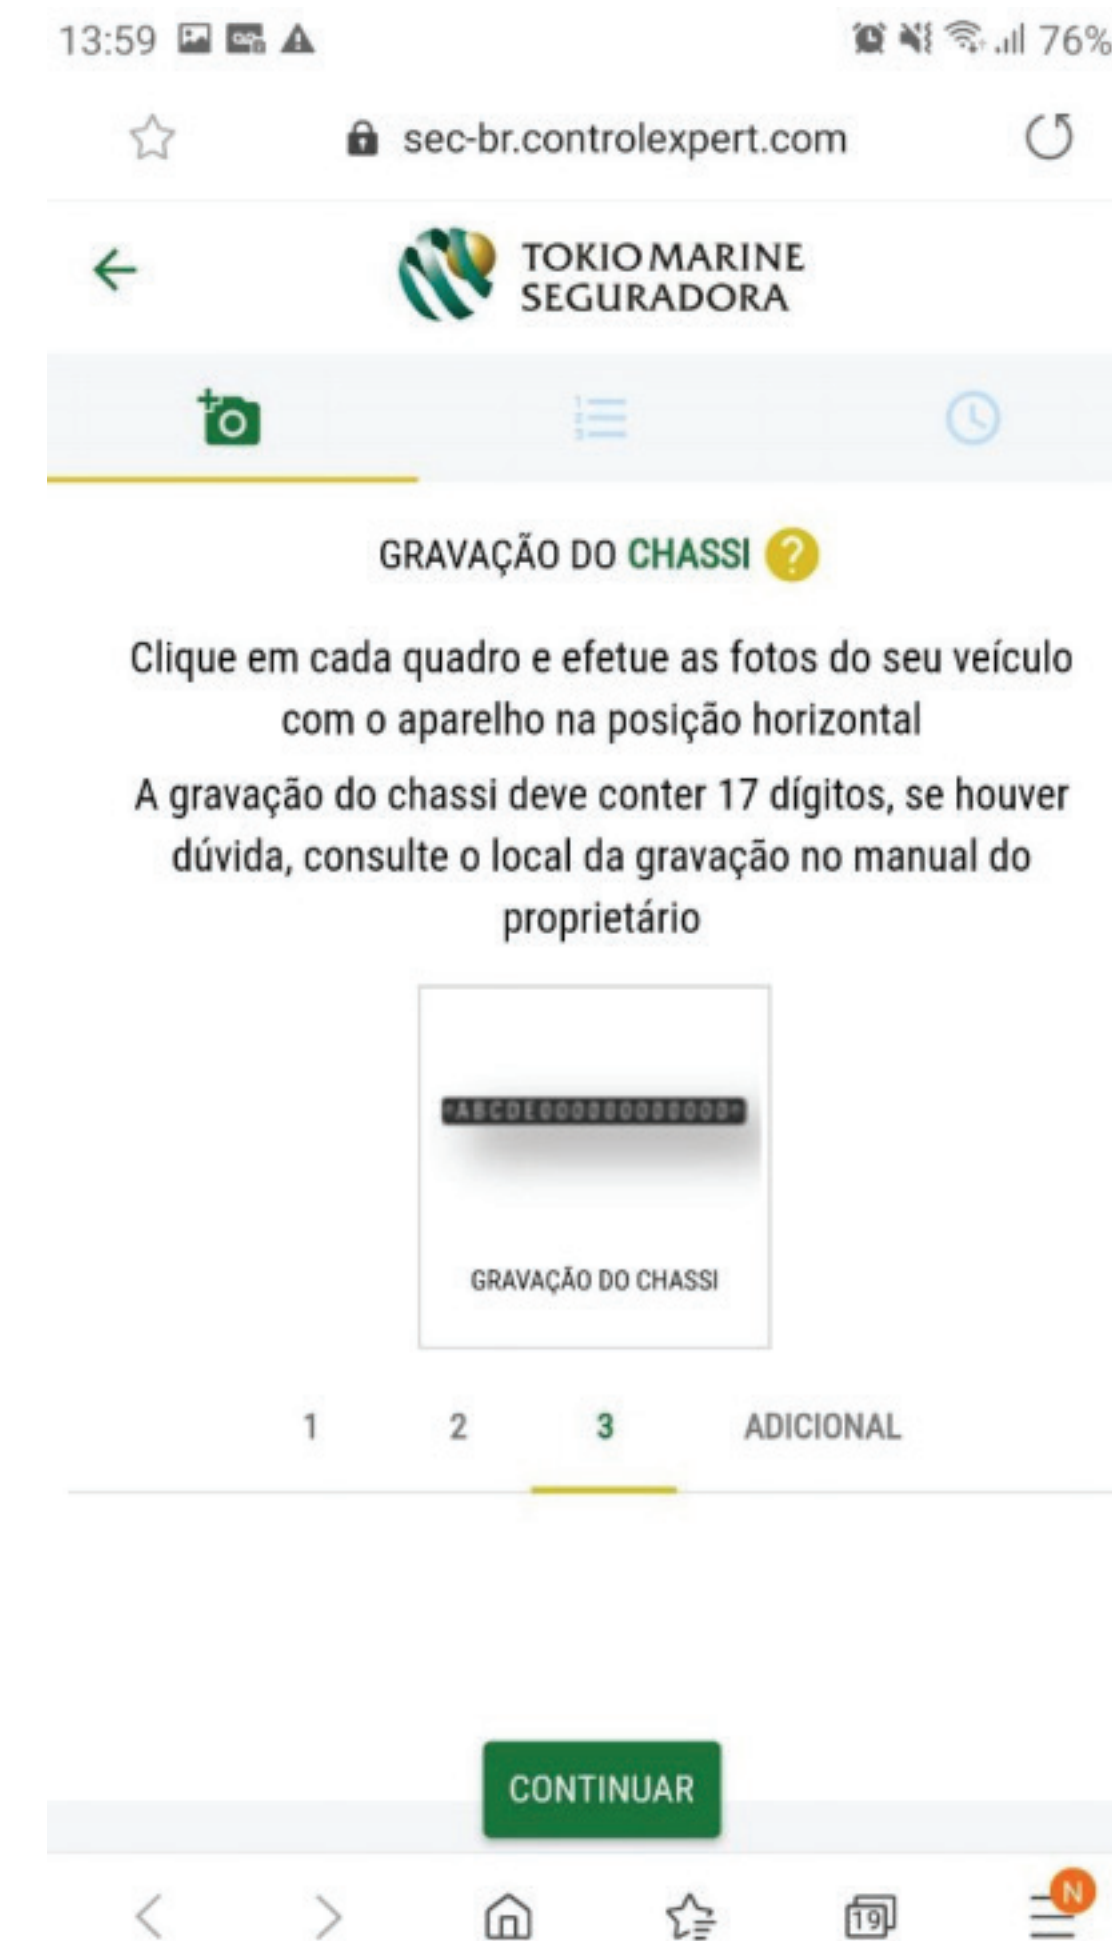 13:59 76%
sec-br.controlexpert.com
TOKIO MARINE
SEGURADORA
GRAVAÇÃO DO CHASSI ?
Clique em cada quadro e efetue as fotos do seu veículo
com o aparelho na posição horizontal
A gravação do chassi deve conter 17 dígitos, se houver
dúvida, consulte o local da gravação no manual do
proprietário
*ABCDE000000000000*
GRAVAÇÃO DO CHASSI
1 2 3 ADICIONAL
CONTINUAR
19 N